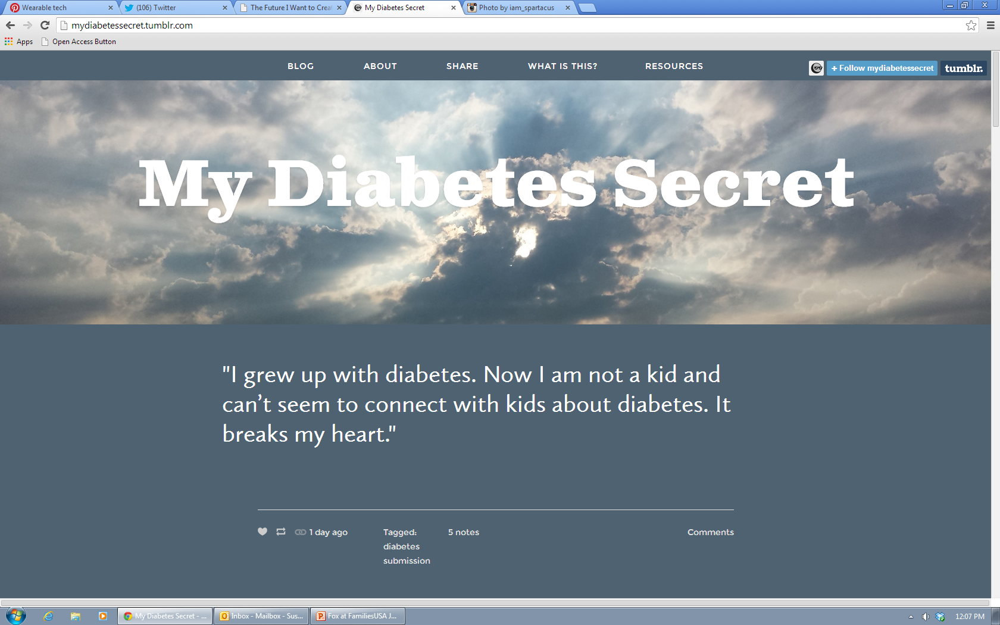 Wearable tech
(106) Twitter
The Future I Want to Crea
My Diabetes Secret
Photo by iam_spartacus
mydiabetessecret.tumblr.com
Apps
Open Access Button
BLOG
ABOUT
SHARE
WHAT IS THIS?
RESOURCES
+ Follow mydiabetessecret
tumblr.
My Diabetes Secret
"I grew up with diabetes. Now I am not a kid and
can’t seem to connect with kids about diabetes. It
breaks my heart."
1 day ago
Tagged:
diabetes
submission
5 notes
Comments
My Diabetes Secret - ...
Inbox - Mailbox - Sus...
Fox at FamiliesUSA J...
12:07 PM